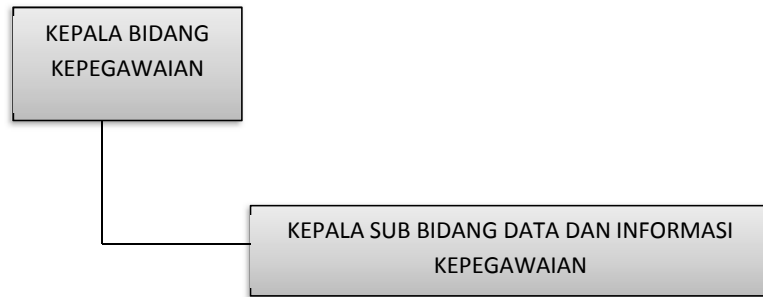 KEPALA BIDANG
KEPEGAWAIAN
KEPALA SUB BIDANG DATA DAN INFORMASI
KEPEGAWAIAN